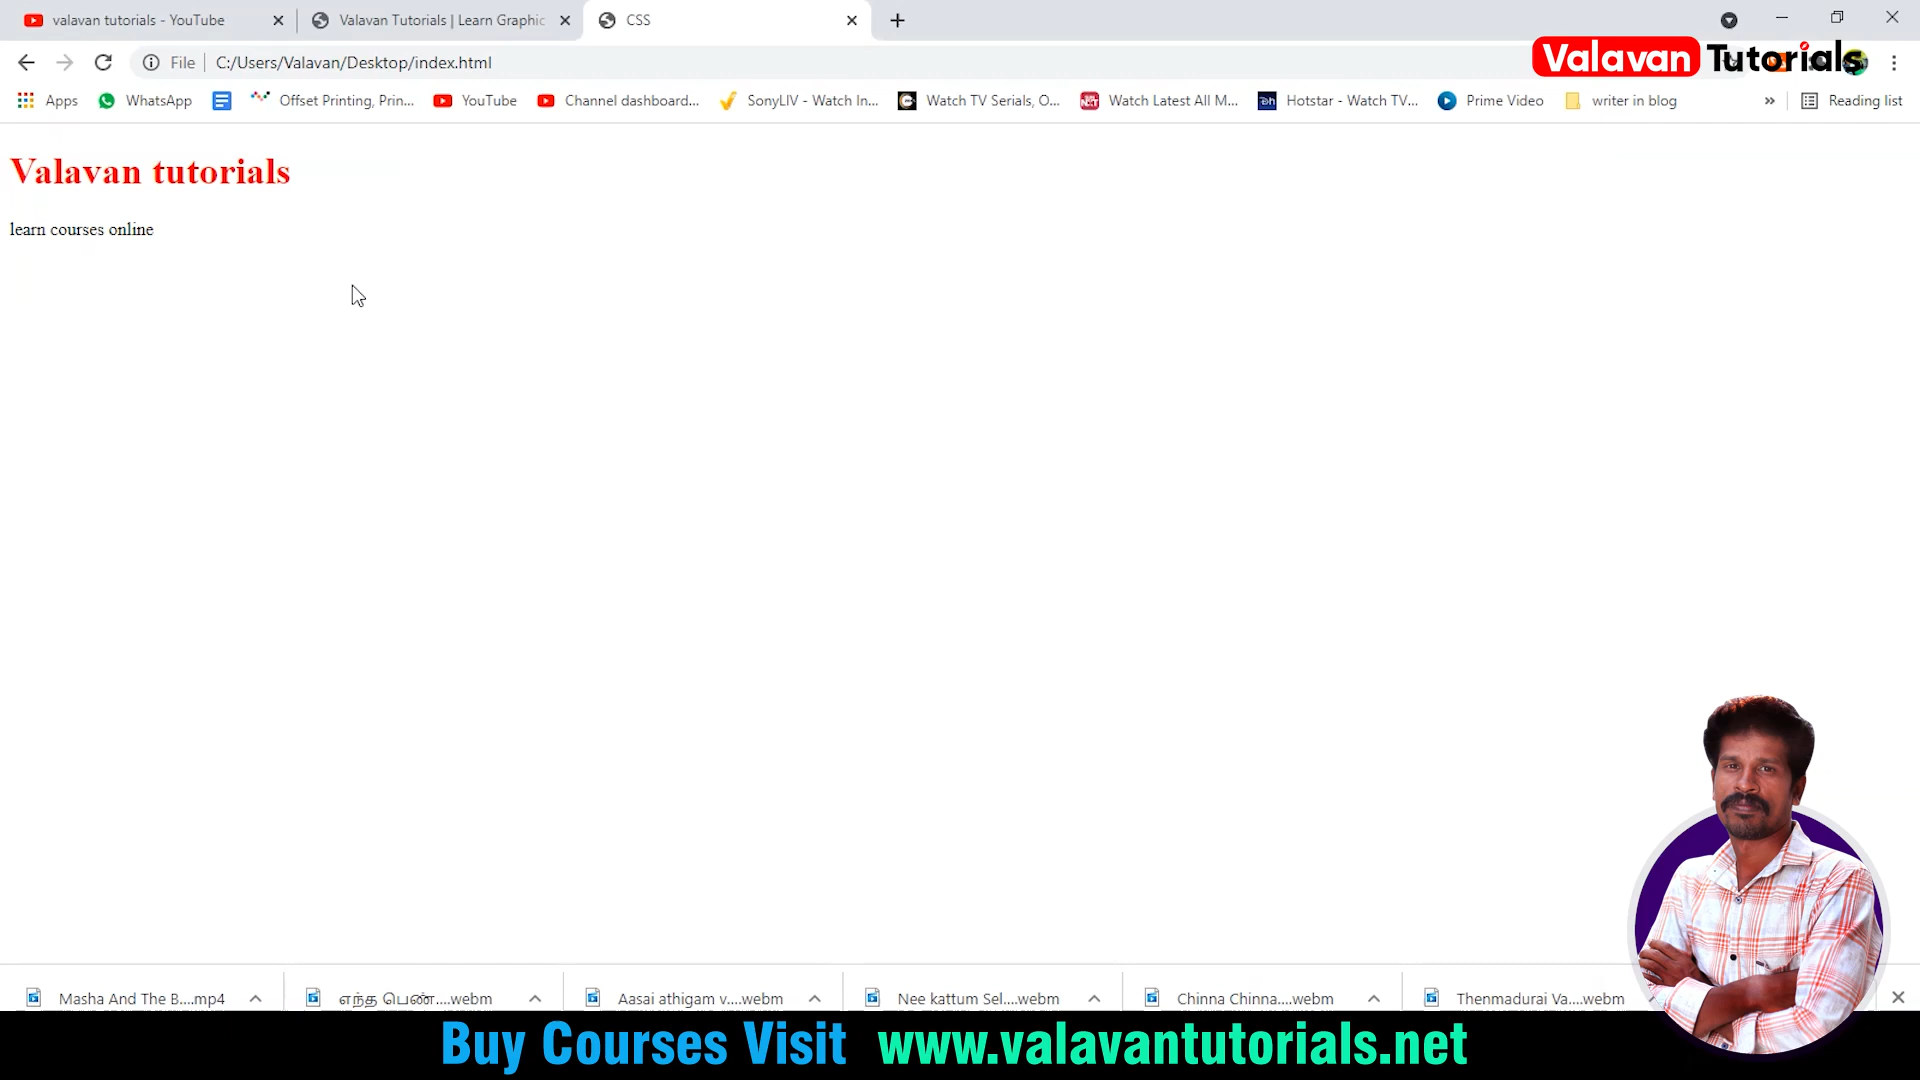 valavan tutorials - YouTube
Valavan Tutorials | Learn Graphic
CSS
File
C:/Users/Valavan/Desktop/index.html
Valavan Tutorials
Apps
WhatsApp
Offset Printing, Prin...
YouTube
Channel dashboard...
SonyLIV - Watch In...
Watch TV Serials, O...
Watch Latest All M...
Hotstar - Watch TV...
Prime Video
writer in blog
Reading list
Valavan tutorials
learn courses online
Masha And The B....mp4
எந்த பெண்....webm
Aasai athigam v....webm
Nee kattum Sel....webm
Chinna Chinna....webm
Thenmadurai Va....webm
Buy Courses Visit www.valavantutorials.net